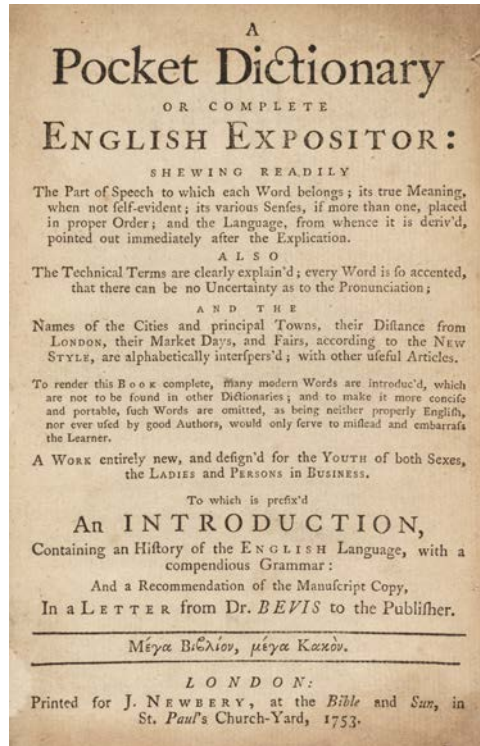 A
Pocket Dictionary
OR COMPLETE
ENGLISH EXPOSITOR:
SHEWING READILY
The Part of Speech to which each Word belongs; its true Meaning,
when not ſelf-evident; its various Senſes, if more than one, placed
in proper Order; and the Language, from whence it is deriv'd,
pointed out immediately after the Explication.
ALSO
The Technical Terms are clearly explain'd; every Word is ſo accented,
that there can be no Uncertainty as to the Pronunciation;
AND THE
Names of the Cities and principal Towns, their Diſtance from
LONDON, their Market Days, and Fairs, according to the NEW
STYLE, are alphabetically interſpers'd; with other uſeful Articles.
To render this BOOK complete, many modern Words are introduc'd, which
are not to be found in other Dictionaries; and to make it more conciſe
and portable, ſuch Words are omitted, as being neither properly Engliſh,
nor ever uſed by good Authors, would only ſerve to miſlead and embarraſs
the Learner.
A WORK entirely new, and deſign'd for the YOUTH of both Sexes,
the LADIES and PERSONS in BUSINESS.
To which is prefix'd
An INTRODUCTION,
Containing an Hiſtory of the ENGLISH Language, with a
compendious Grammar:
And a Recommendation of the Manuſcript Copy,
In a LETTER from Dr. BEVIS to the Publiſher.
Μέγα Βιϐλίον, μέγα Κακὸν.
LONDON:
Printed for J. NEWBERY, at the Bible and Sun, in
St. Paul's Church-Yard, 1753.